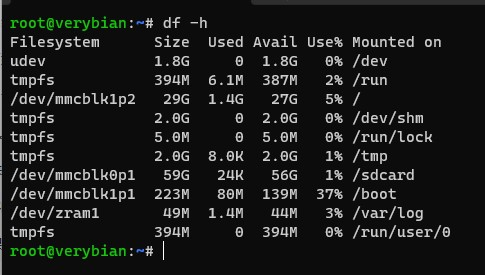 root@verybian:~# df -h
Filesystem      Size  Used Avail Use% Mounted on
udev            1.8G     0  1.8G   0% /dev
tmpfs           394M  6.1M  387M   2% /run
/dev/mmcblk1p2   29G  1.4G   27G   5% /
tmpfs           2.0G     0  2.0G   0% /dev/shm
tmpfs           5.0M     0  5.0M   0% /run/lock
tmpfs           2.0G  8.0K  2.0G   1% /tmp
/dev/mmcblk0p1   59G   24K   56G   1% /sdcard
/dev/mmcblk1p1  223M   80M  139M  37% /boot
/dev/zram1       49M  1.4M   44M   3% /var/log
tmpfs           394M     0  394M   0% /run/user/0
root@verybian:~#